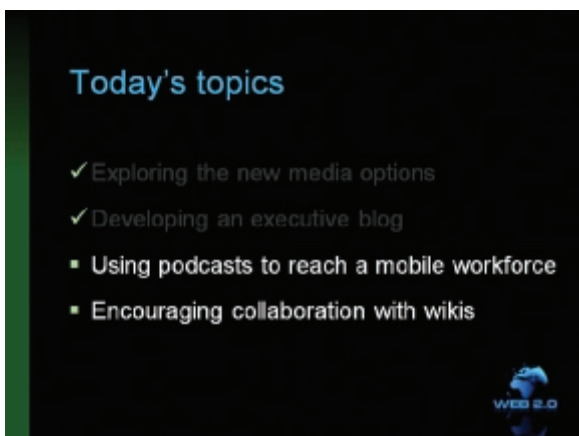 Today's topics
Exploring the new media options
Developing an executive blog
Using podcasts to reach a mobile workforce
Encouraging collaboration with wikis
WEB 2.0